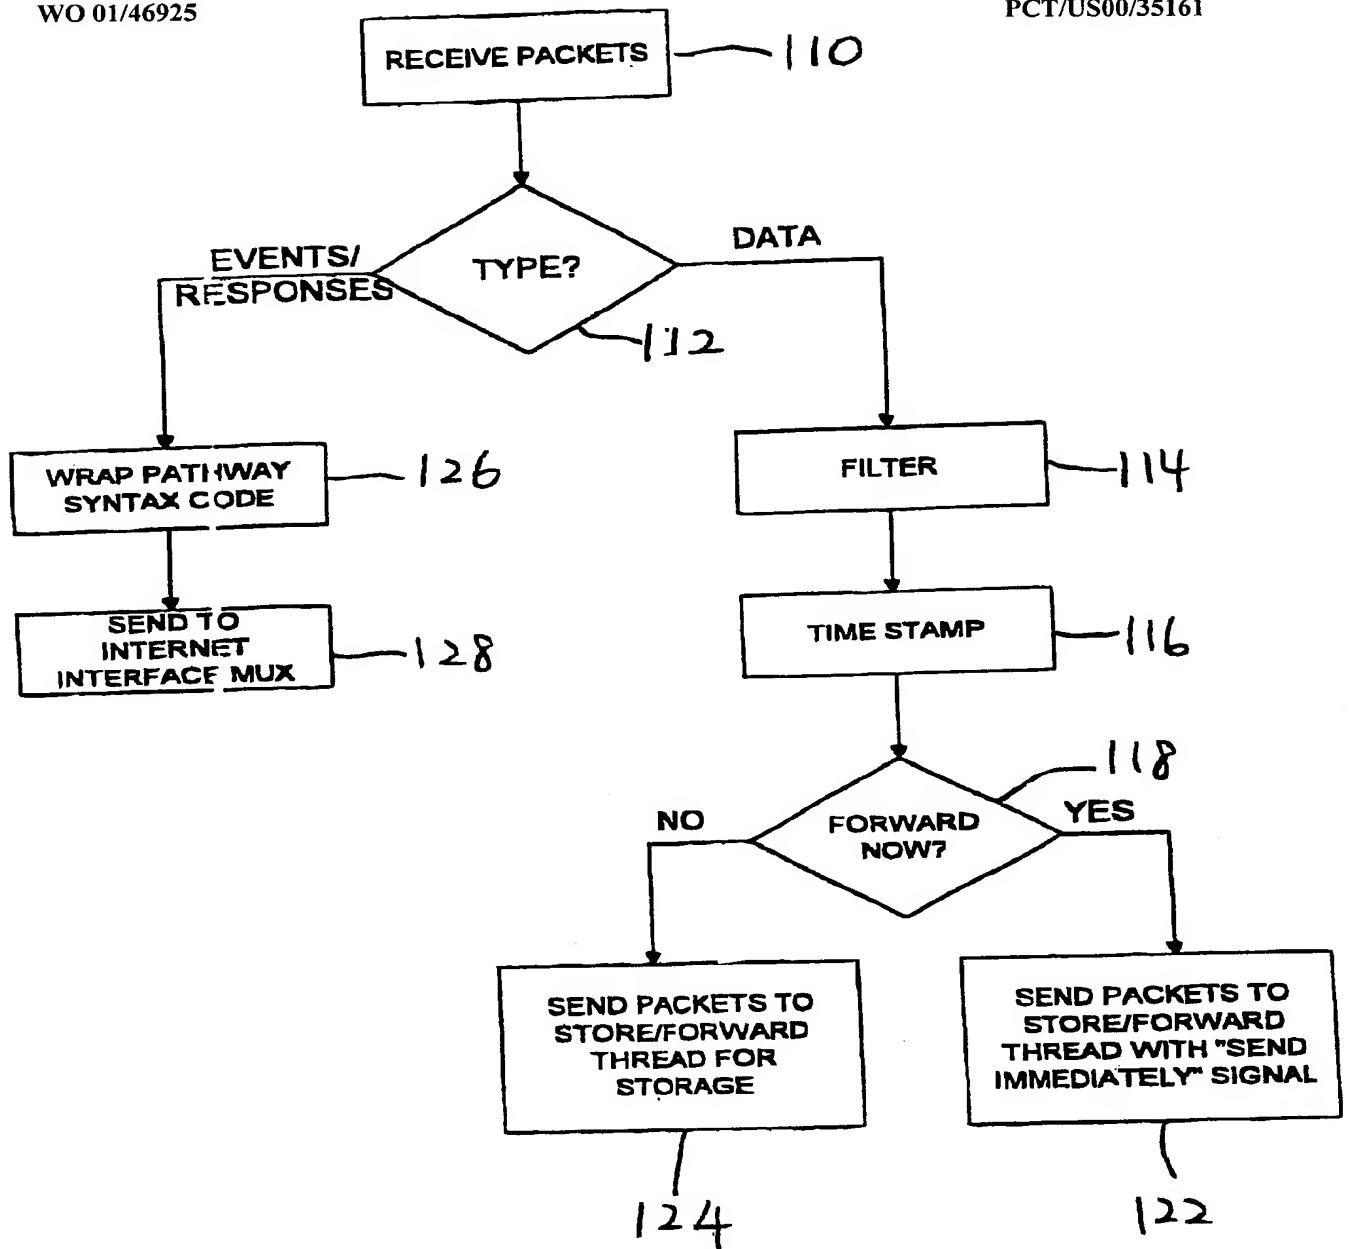 WO 01/46925
PCT/US00/35161
RECEIVE PACKETS
110
TYPE?
112
EVENTS/
RESPONSES
DATA
WRAP PATHWAY
SYNTAX CODE
126
FILTER
114
SEND TO
INTERNET
INTERFACE MUX
128
TIME STAMP
116
FORWARD
NOW?
118
NO
YES
SEND PACKETS TO
STORE/FORWARD
THREAD FOR
STORAGE
124
SEND PACKETS TO
STORE/FORWARD
THREAD WITH "SEND
IMMEDIATELY" SIGNAL
122